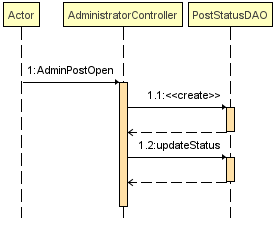 Actor AdministratorController PostStatusDAO
1:AdminPostOpen
1.1:<<create>>
1.2:updateStatus